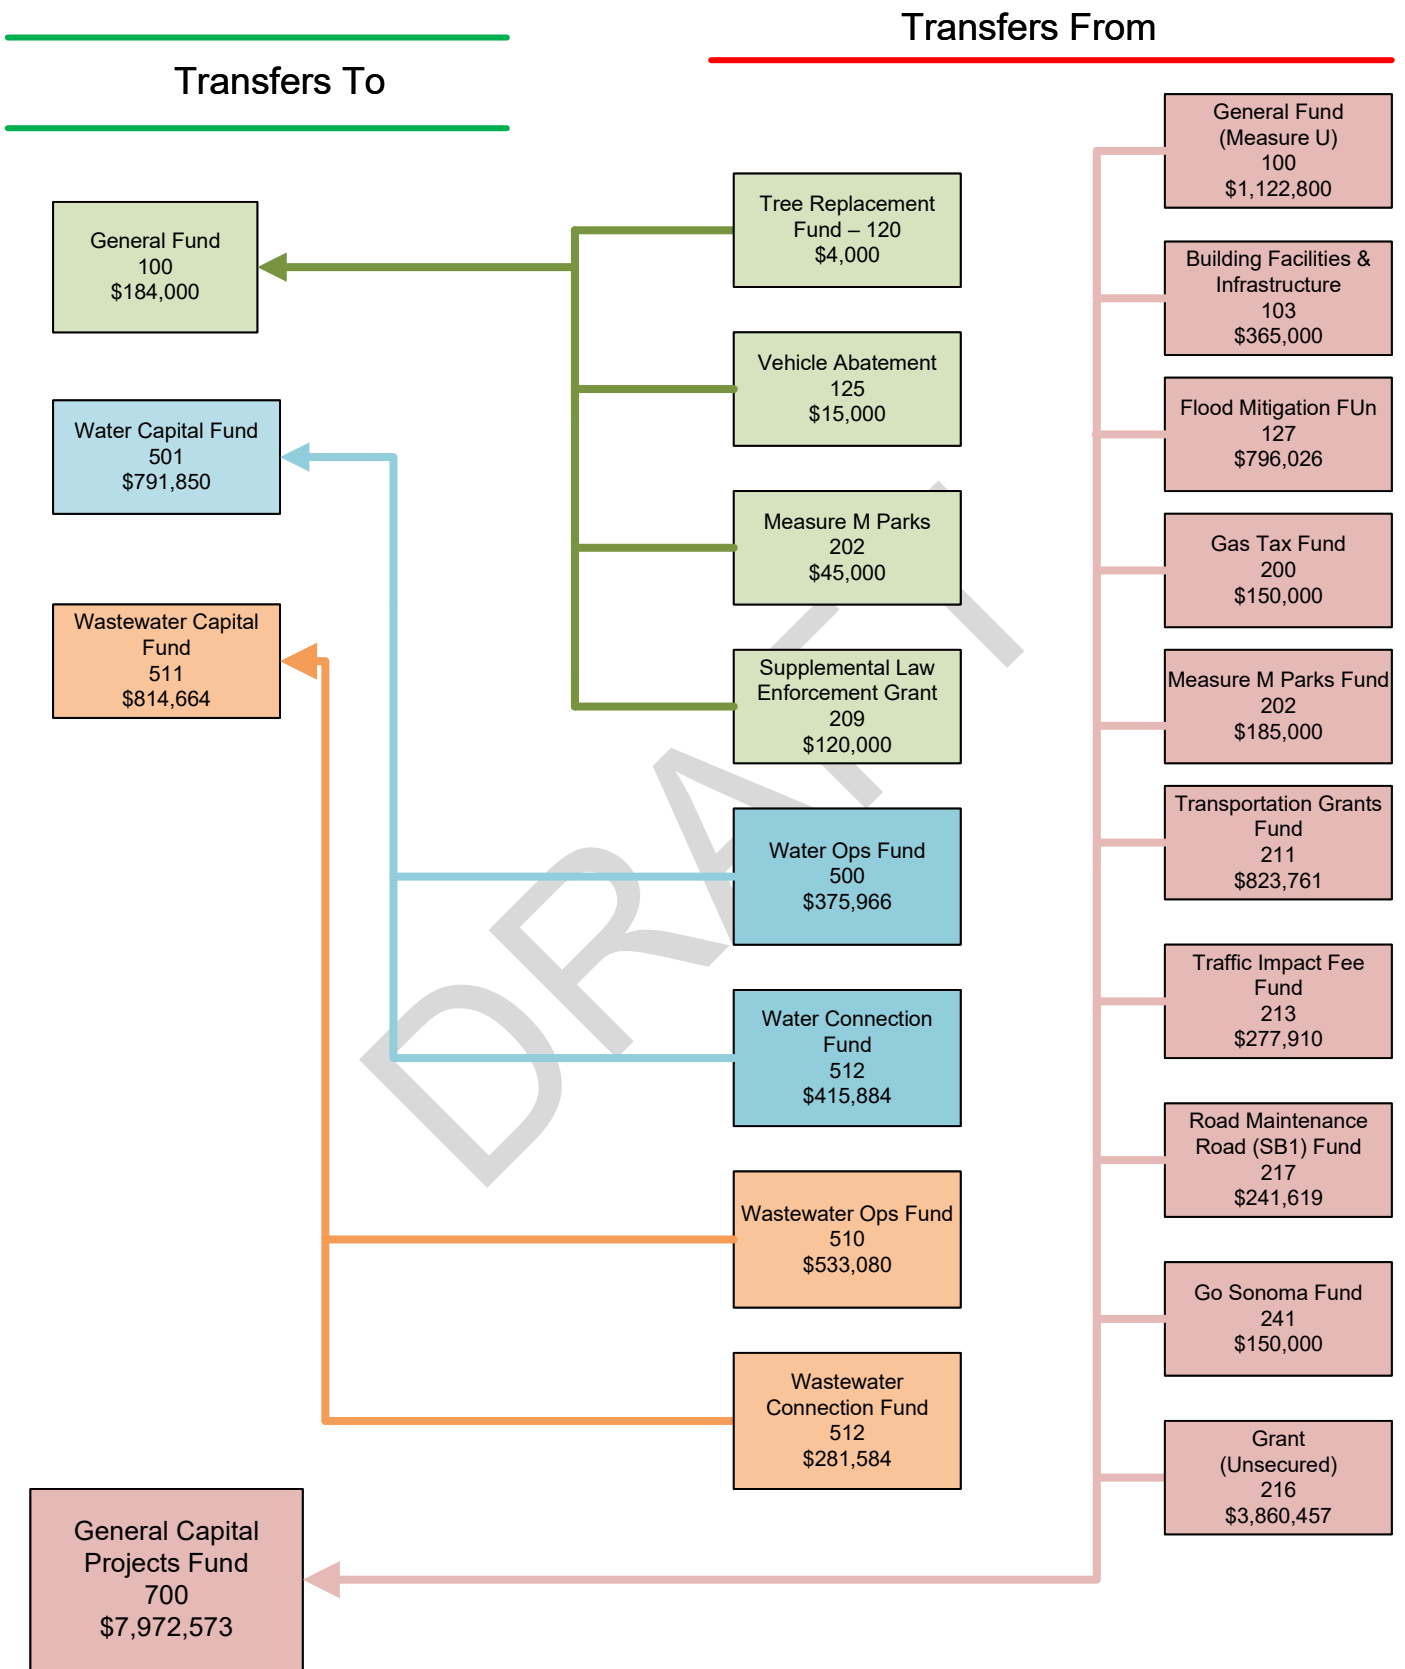 Transfers From
Transfers To
General Fund
100
$184,000
Water Capital Fund
501
$791,850
Wastewater Capital
Fund
511
$814,664
General Capital
Projects Fund
700
$7,972,573
Tree Replacement
Fund – 120
$4,000
Vehicle Abatement
125
$15,000
Measure M Parks
202
$45,000
Supplemental Law
Enforcement Grant
209
$120,000
Water Ops Fund
500
$375,966
Water Connection
Fund
512
$415,884
Wastewater Ops Fund
510
$533,080
Wastewater
Connection Fund
512
$281,584
General Fund
(Measure U)
100
$1,122,800
Building Facilities &
Infrastructure
103
$365,000
Flood Mitigation FUn
127
$796,026
Gas Tax Fund
200
$150,000
Measure M Parks Fund
202
$185,000
Transportation Grants
Fund
211
$823,761
Traffic Impact Fee
Fund
213
$277,910
Road Maintenance
Road (SB1) Fund
217
$241,619
Go Sonoma Fund
241
$150,000
Grant
(Unsecured)
216
$3,860,457
DRAFT